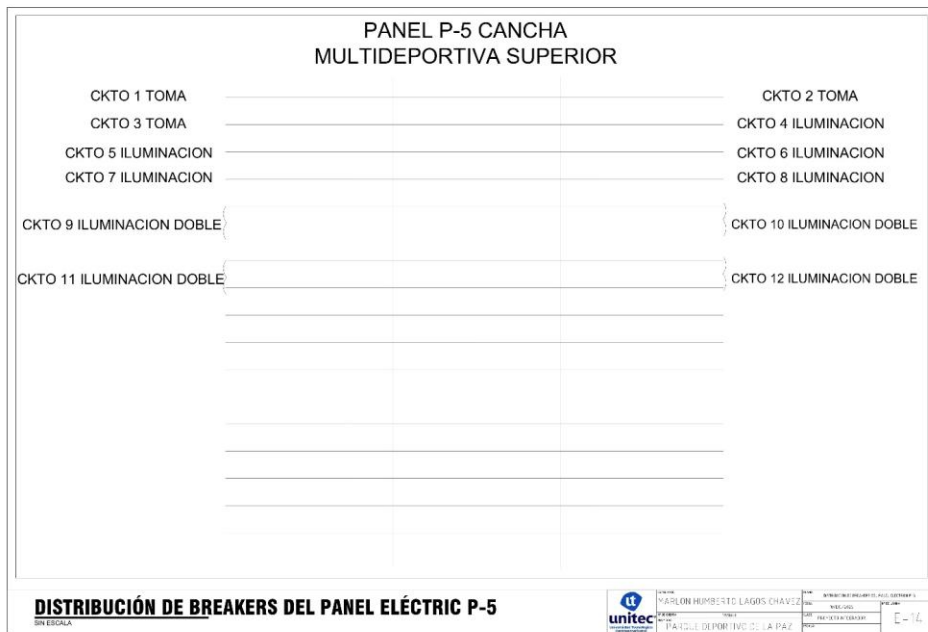 PANEL P-5 CANCHA
MULTIDEPORTIVA SUPERIOR
CKTO 1 TOMA
CKTO 2 TOMA
CKTO 3 TOMA
CKTO 4 ILUMINACION
CKTO 5 ILUMINACION
CKTO 6 ILUMINACION
CKTO 7 ILUMINACION
CKTO 8 ILUMINACION
CKTO 9 ILUMINACION DOBLE
CKTO 10 ILUMINACION DOBLE
CKTO 11 ILUMINACION DOBLE
CKTO 12 ILUMINACION DOBLE
DISTRIBUCIÓN DE BREAKERS DEL PANEL ELÉCTRIC P-5
SIN ESCALA
unitec
MARLON HUMBERTO LAGOS CHAVEZ
PARQUE DEPORTIVO DE LA PAZ
E-14